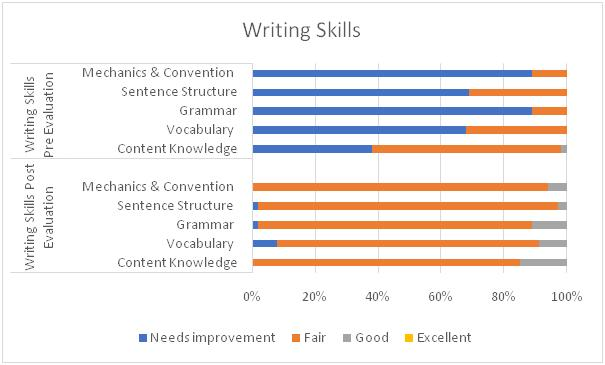 Writing Skills
Writing Skills
Pre Evaluation
Mechanics & Convention
Sentence Structure
Grammar
Vocabulary
Content Knowledge
Writing Skills Post
Evaluation
Mechanics & Convention
Sentence Structure
Grammar
Vocabulary
Content Knowledge
0% 20% 40% 60% 80% 100%
Needs improvement Fair Good Excellent